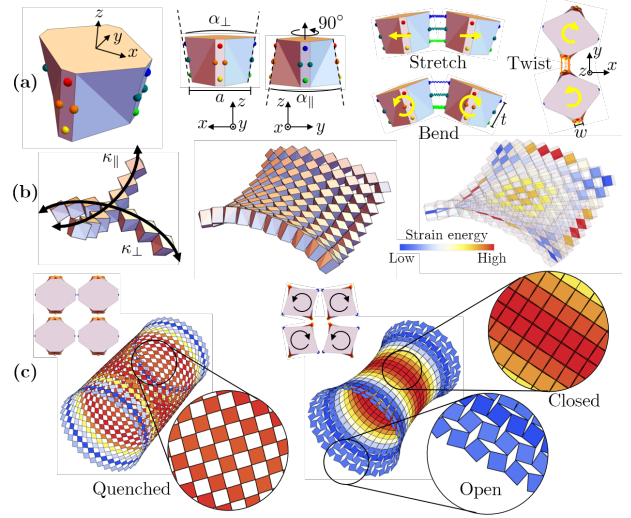 (a)
z
y
x
α⊥
90°
a
α∥
z
x
y
z
x
y
Stretch
Bend
t
Twist
y
z
x
w
(b)
κ∥
κ⊥
Strain energy
Low
High
(c)
Quenched
Closed
Open